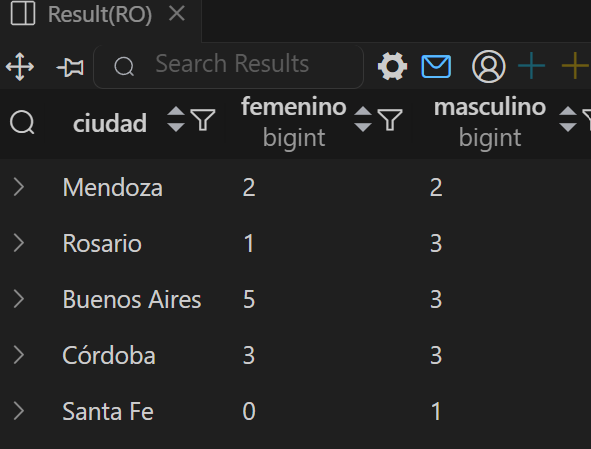 Result(RO)
Search Results
ciudad femenino masculino
bigint bigint
Mendoza 2 2
Rosario 1 3
Buenos Aires 5 3
Córdoba 3 3
Santa Fe 0 1